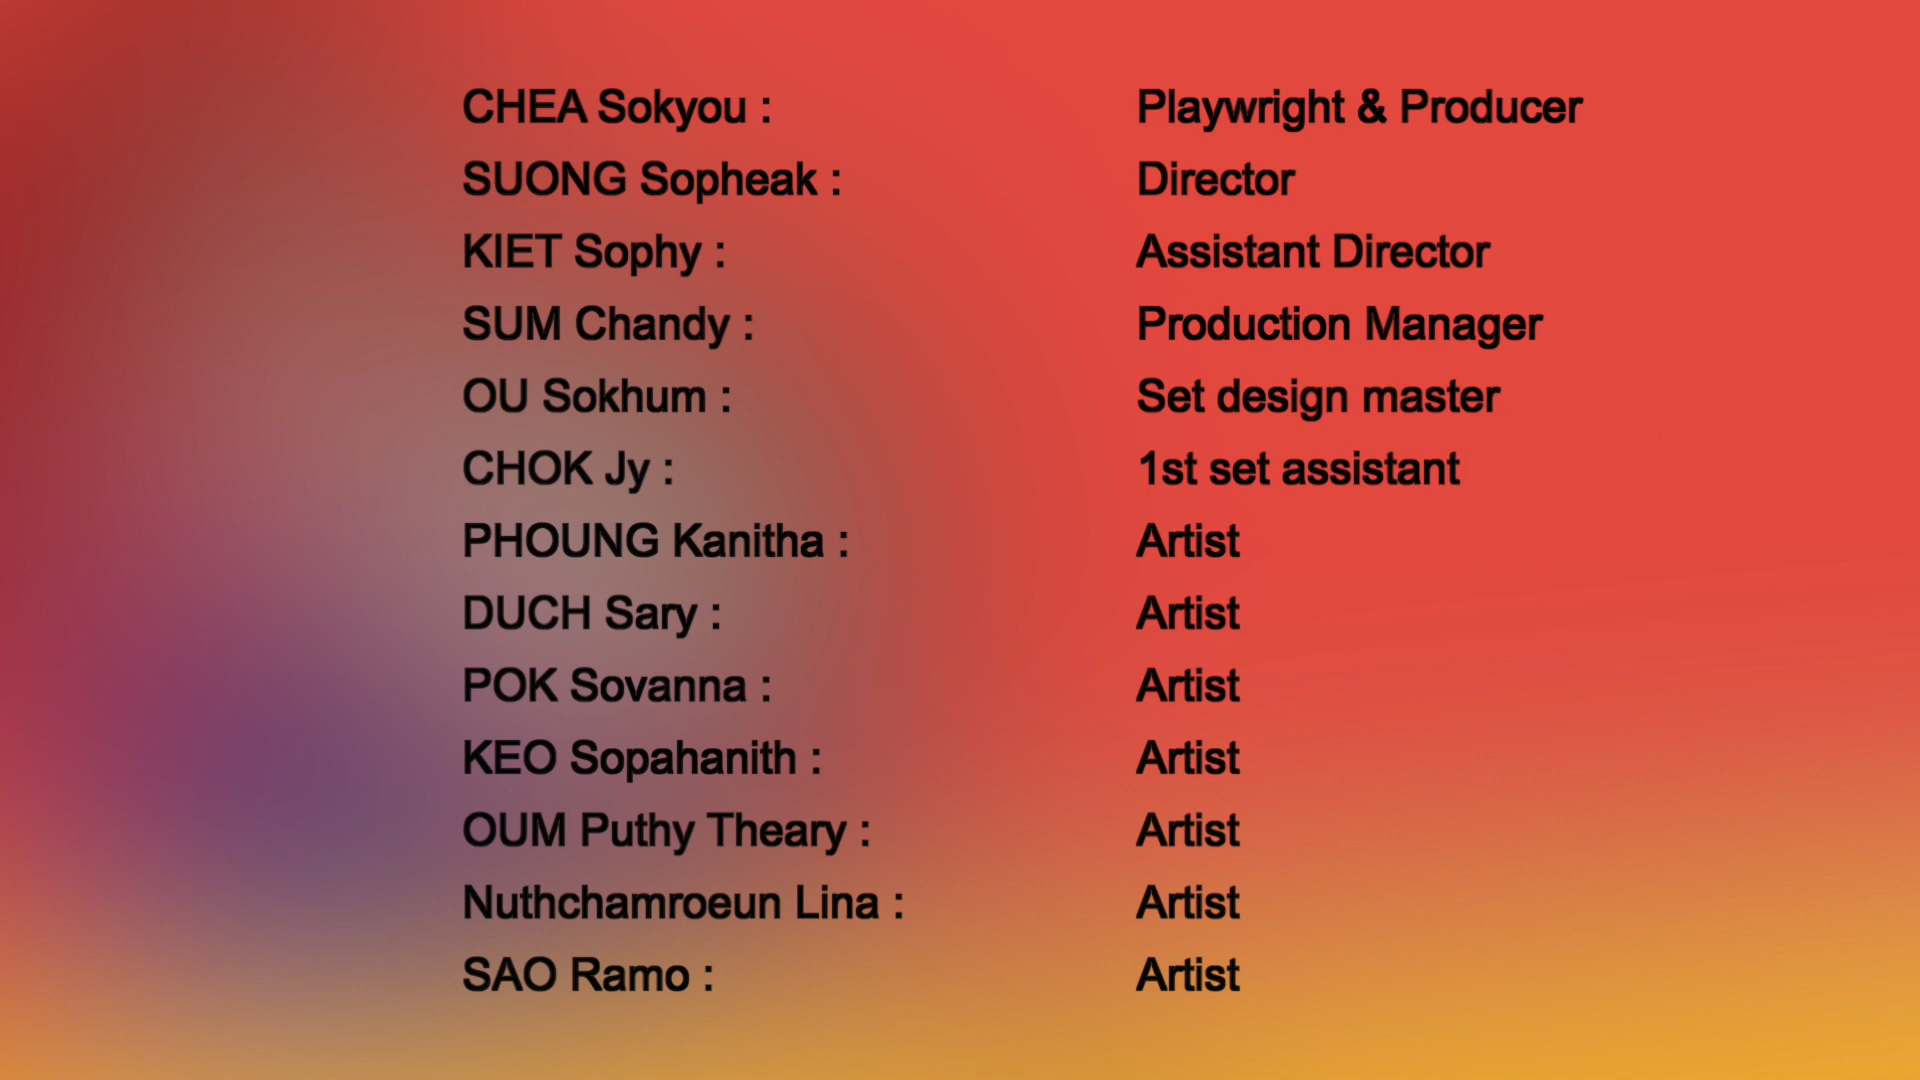 CHEA Sokyou : Playwright & Producer
SUONG Sopheak : Director
KIET Sophy : Assistant Director
SUM Chandy : Production Manager
OU Sokhum : Set design master
CHOK Jy : 1st set assistant
PHOUNG Kanitha : Artist
DUCH Sary : Artist
POK Sovanna : Artist
KEO Sopahanith : Artist
OUM Puthy Theary : Artist
Nuthchamroeun Lina : Artist
SAO Ramo : Artist